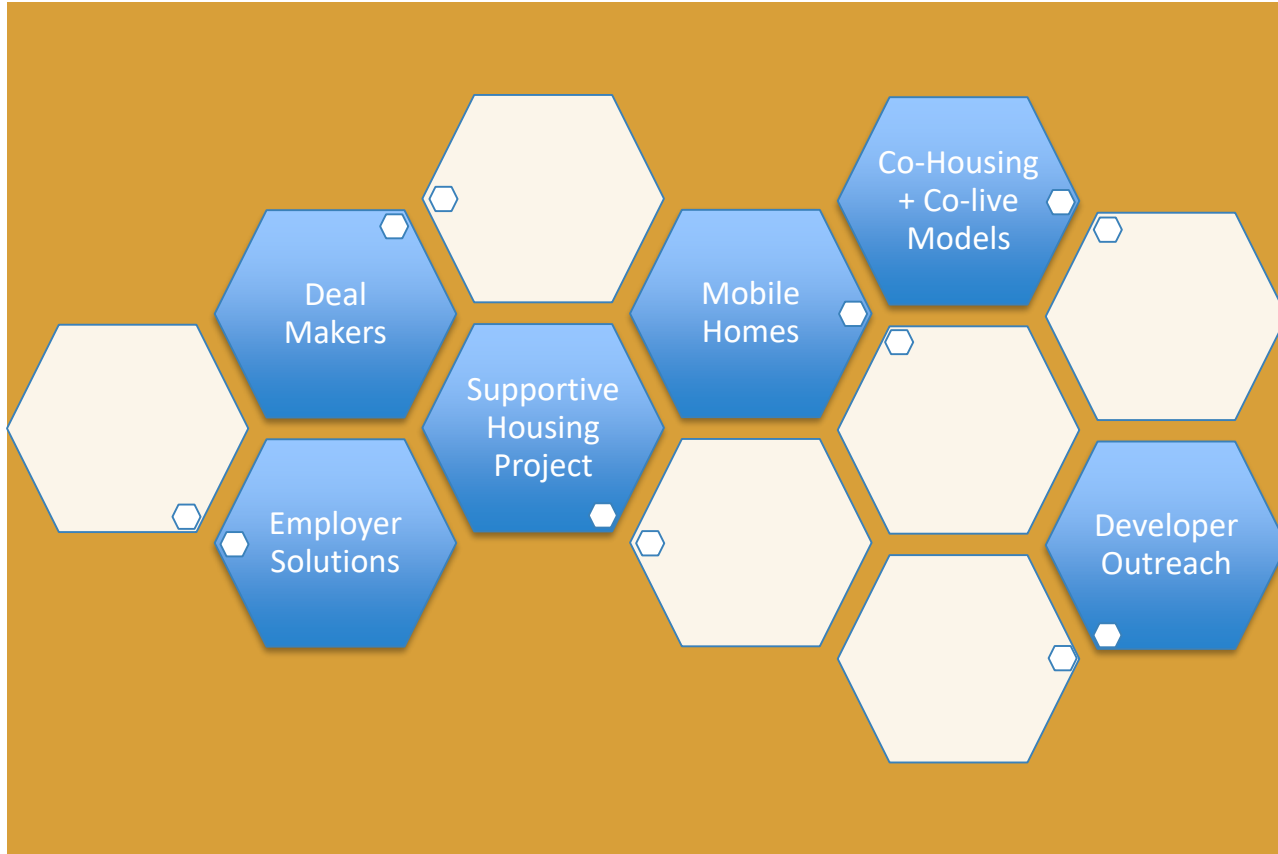 Co-Housing
+ Co-live
Models
Deal
Makers
Mobile
Homes
Supportive
Housing
Project
Employer
Solutions
Developer
Outreach